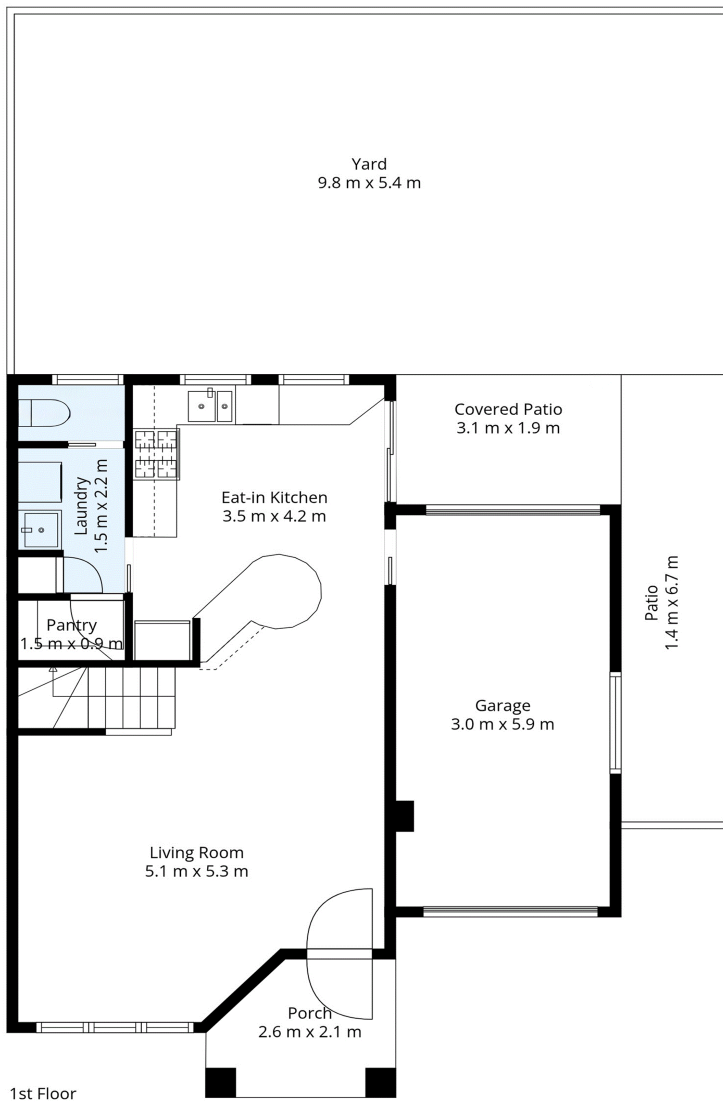 Yard
9.8 m x 5.4 m
Covered Patio
3.1 m x 1.9 m
Laundry
1.5 m x 2.2 m
Eat-in Kitchen
3.5 m x 4.2 m
Pantry
1.5 m x 0.9 m
Patio
1.4 m x 6.7 m
Garage
3.0 m x 5.9 m
Living Room
5.1 m x 5.3 m
Porch
2.6 m x 2.1 m
1st Floor